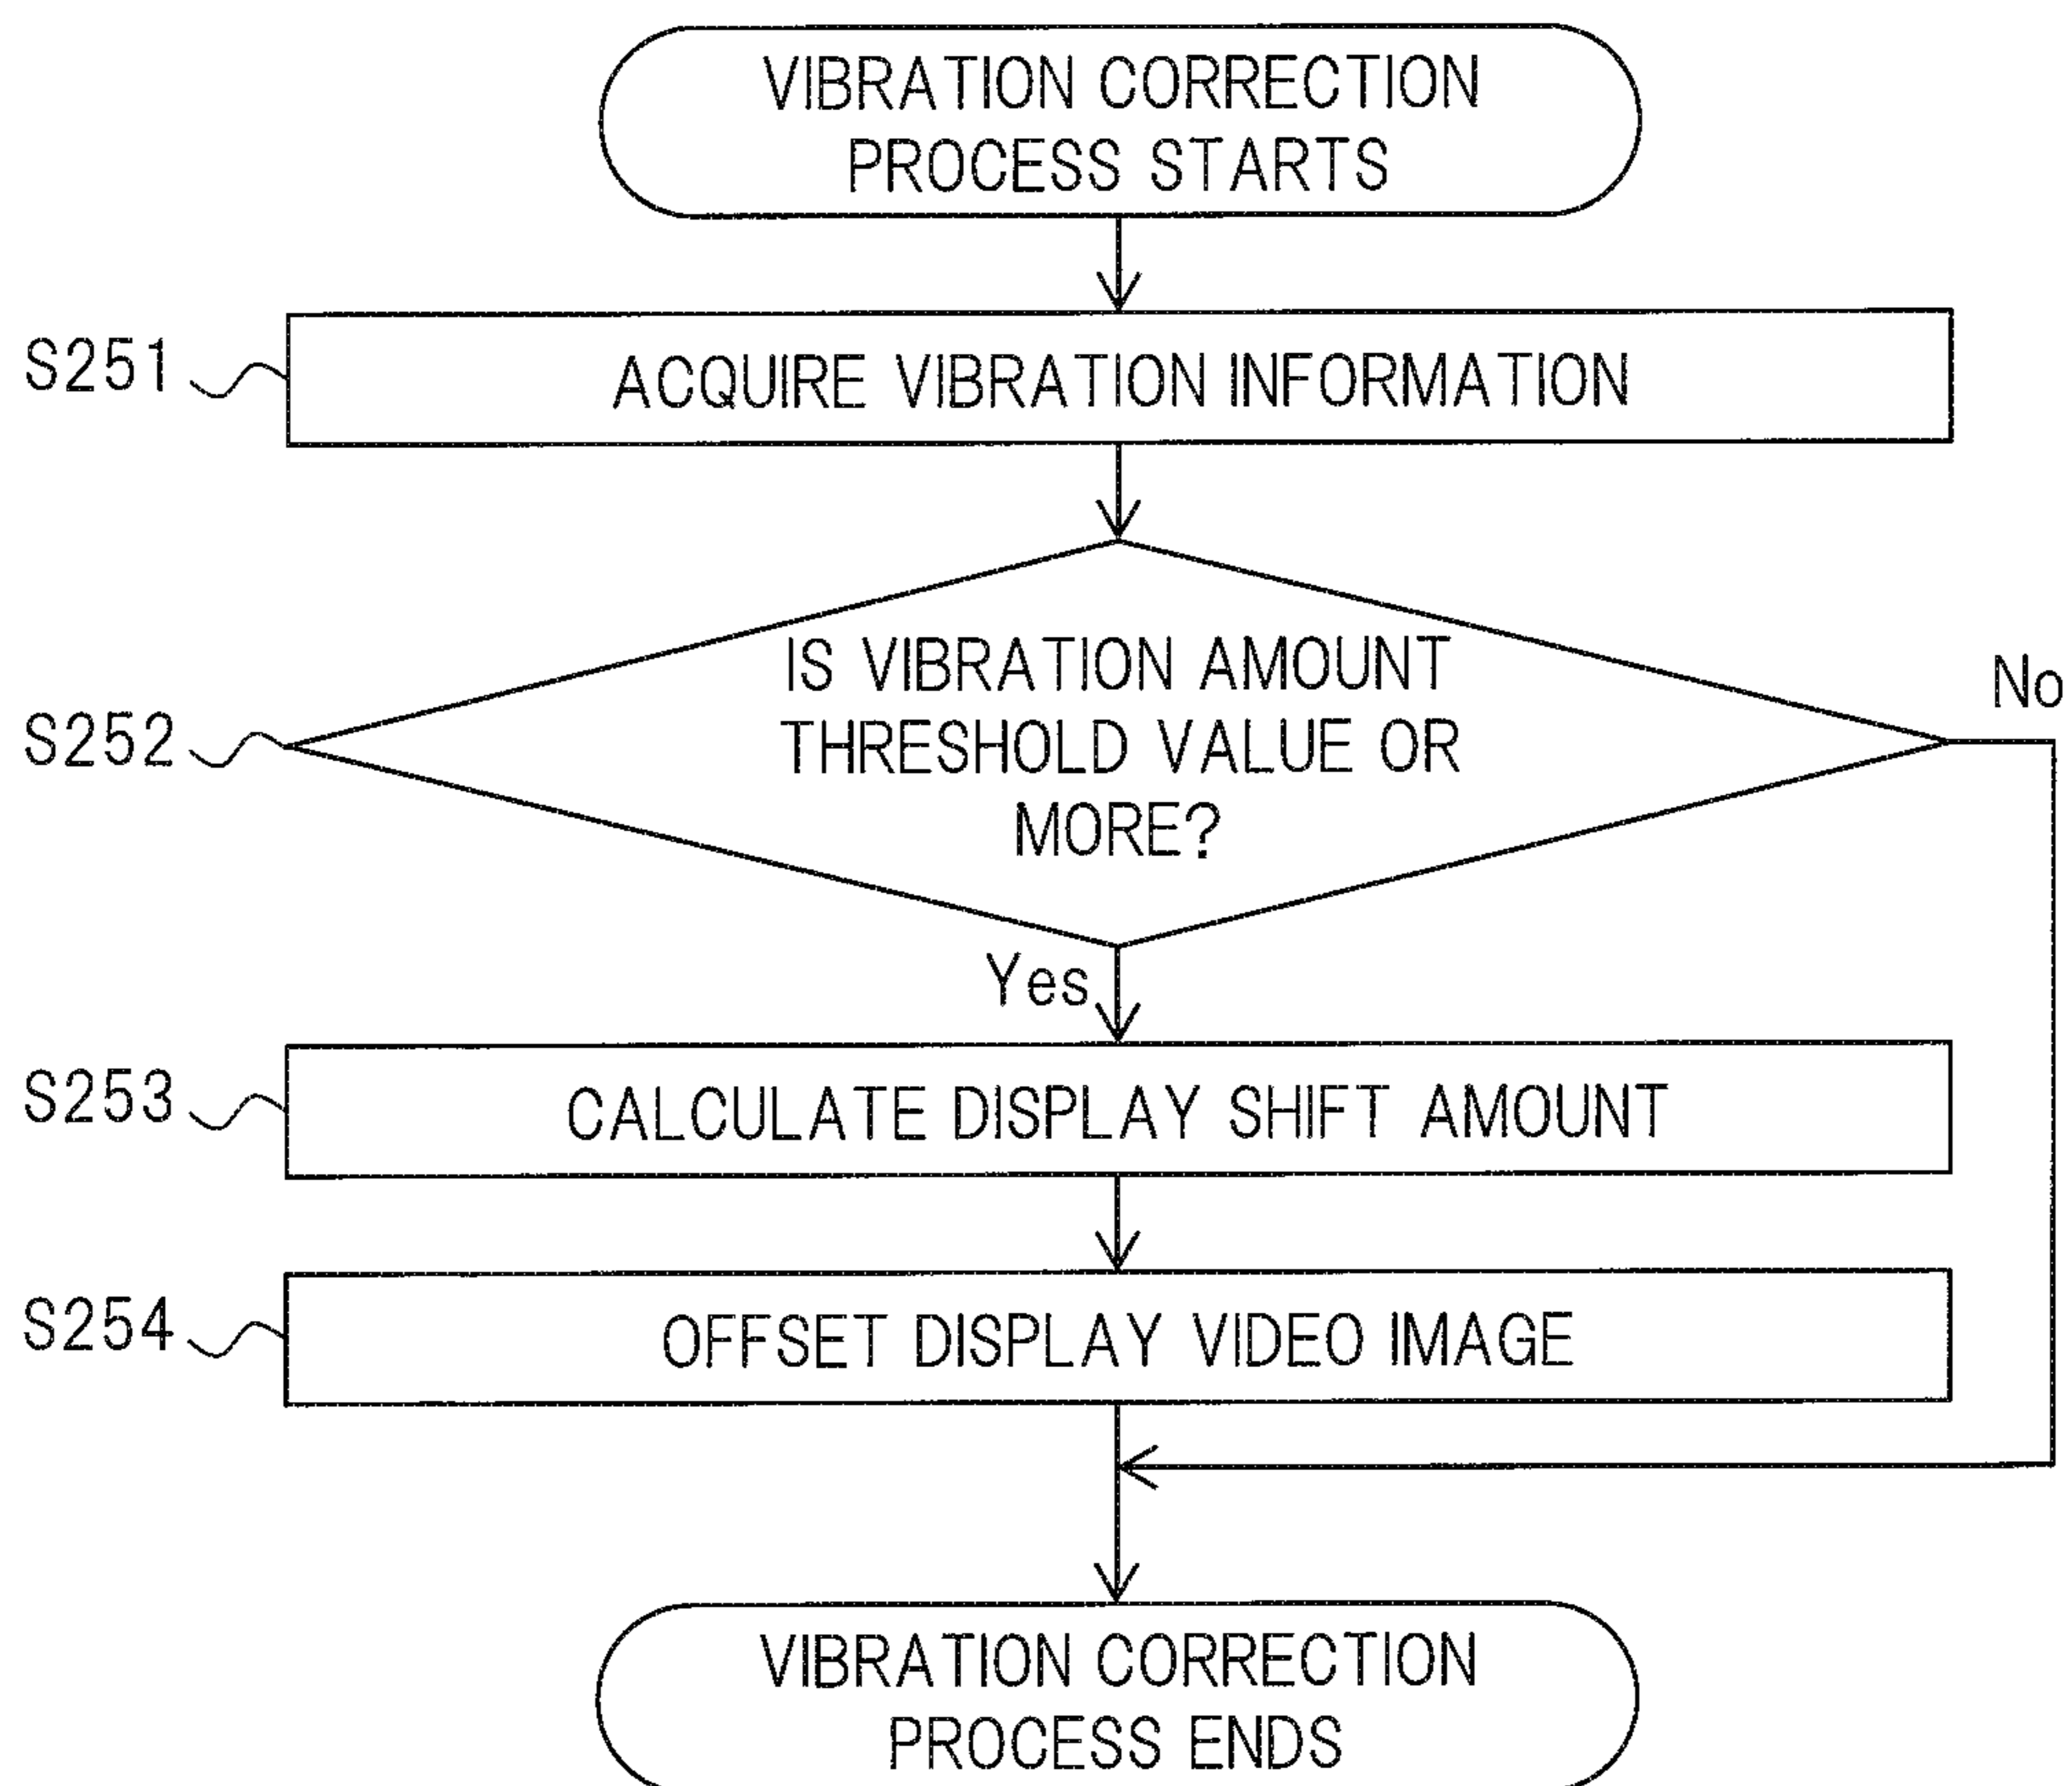 VIBRATION CORRECTION
PROCESS STARTS
S251
ACQUIRE VIBRATION INFORMATION
IS VIBRATION AMOUNT
THRESHOLD VALUE OR
MORE?
No
S252
Yes
S253
CALCULATE DISPLAY SHIFT AMOUNT
S254
OFFSET DISPLAY VIDEO IMAGE
VIBRATION CORRECTION
PROCESS ENDS